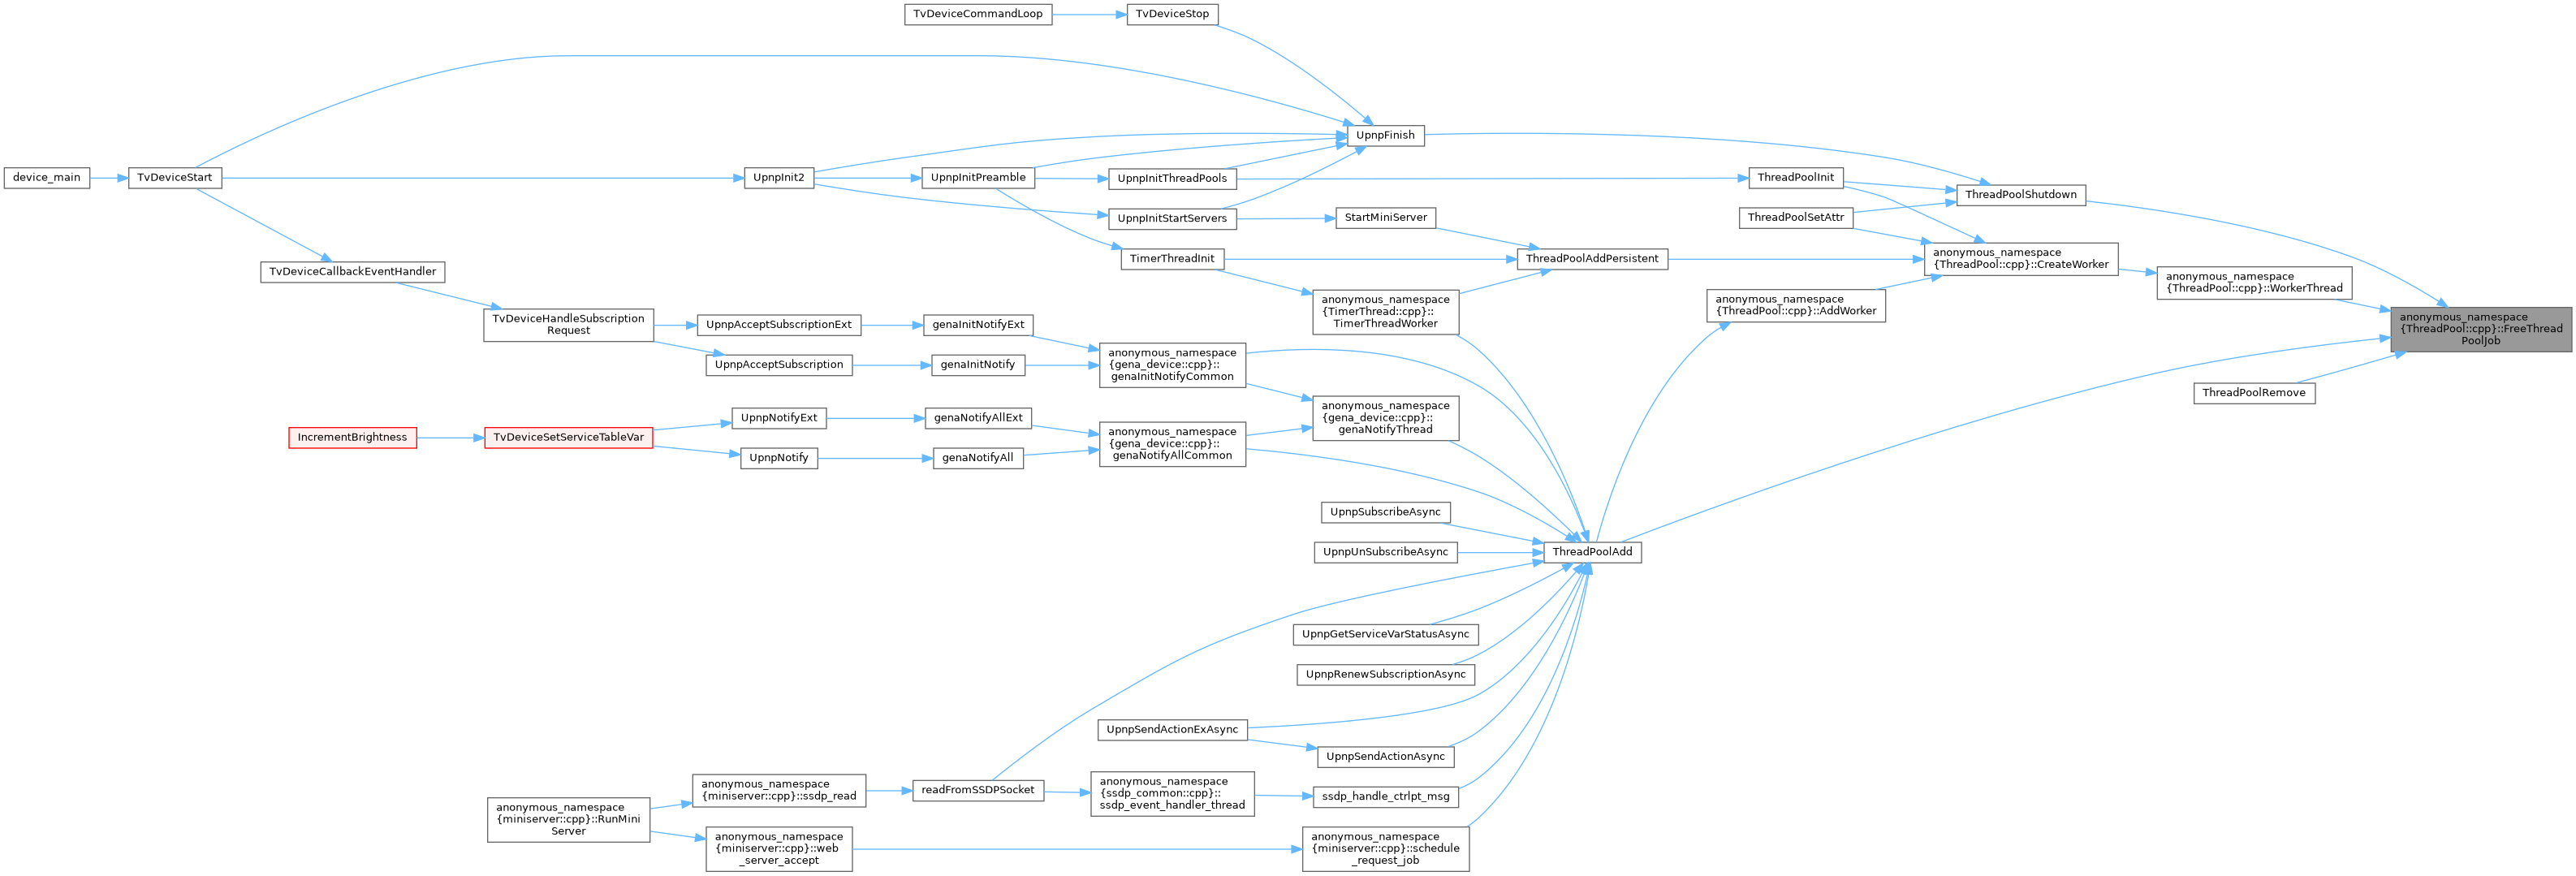 TvDeviceCommandLoop
TvDeviceStop
UpnpFinish
device_main
TvDeviceStart
UpnpInit2
UpnpInitPreamble
UpnpInitThreadPools
ThreadPoolInit
ThreadPoolShutdown
UpnpInitStartServers
StartMiniServer
ThreadPoolSetAttr
TimerThreadInit
ThreadPoolAddPersistent
anonymous_namespace
{ThreadPool::cpp}::CreateWorker
TvDeviceCallbackEventHandler
anonymous_namespace
{ThreadPool::cpp}::WorkerThread
anonymous_namespace
{TimerThread::cpp}::
TimerThreadWorker
anonymous_namespace
{ThreadPool::cpp}::AddWorker
anonymous_namespace
{ThreadPool::cpp}::FreeThread
PoolJob
TvDeviceHandleSubscription
Request
UpnpAcceptSubscriptionExt
genaInitNotifyExt
UpnpAcceptSubscription
genaInitNotify
anonymous_namespace
{gena_device::cpp}::
genaInitNotifyCommon
ThreadPoolRemove
anonymous_namespace
{gena_device::cpp}::
genaNotifyThread
UpnpNotifyExt
genaNotifyAllExt
IncrementBrightness
TvDeviceSetServiceTableVar
anonymous_namespace
{gena_device::cpp}::
genaNotifyAllCommon
UpnpNotify
genaNotifyAll
UpnpSubscribeAsync
UpnpUnSubscribeAsync
ThreadPoolAdd
UpnpGetServiceVarStatusAsync
UpnpRenewSubscriptionAsync
UpnpSendActionExAsync
UpnpSendActionAsync
anonymous_namespace
{miniserver::cpp}::ssdp_read
readFromSSDPSocket
anonymous_namespace
{ssdp_common::cpp}::
ssdp_event_handler_thread
ssdp_handle_ctrlpt_msg
anonymous_namespace
{miniserver::cpp}::RunMini
Server
anonymous_namespace
{miniserver::cpp}::web
_server_accept
anonymous_namespace
{miniserver::cpp}::schedule
_request_job